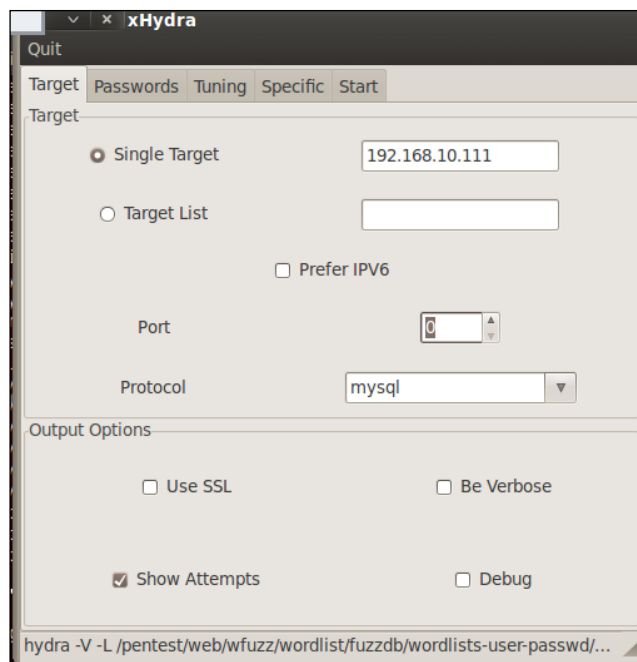 xHydra
Quit
Target Passwords Tuning Specific Start
Target
Single Target 192.168.10.111
Target List
Prefer IPV6
Port 0
Protocol mysql
Output Options
Use SSL Be Verbose
Show Attempts Debug
hydra -V -L /pentest/web/wfuzz/wordlist/fuzzdb/wordlists-user-passwd/...